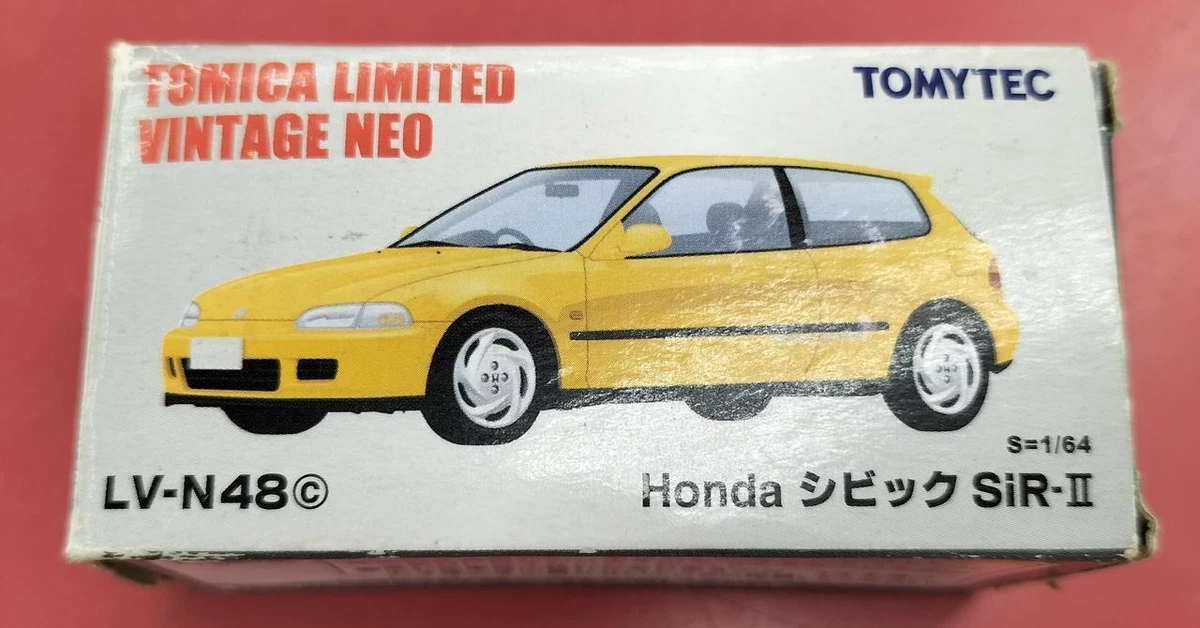 TOMICA LIMITED
VINTAGE NEO
TOMYTEC
S=1/64
LV-N48©
Honda シビック SiR-II